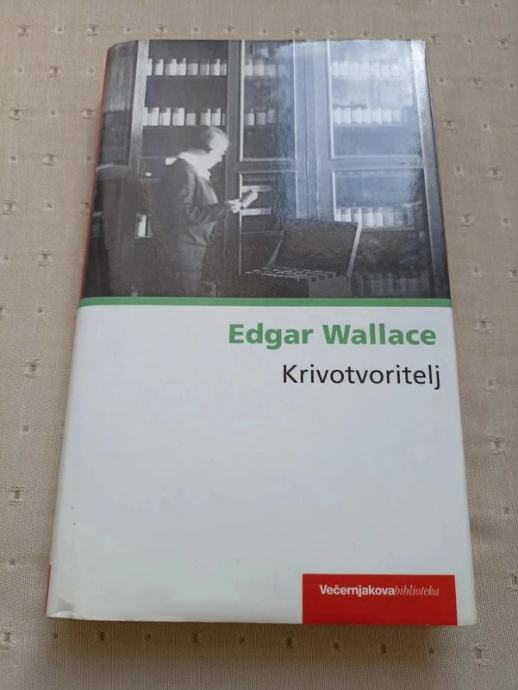 Edgar Wallace
Krivotvoritelj
Večernjakovabiblioteka